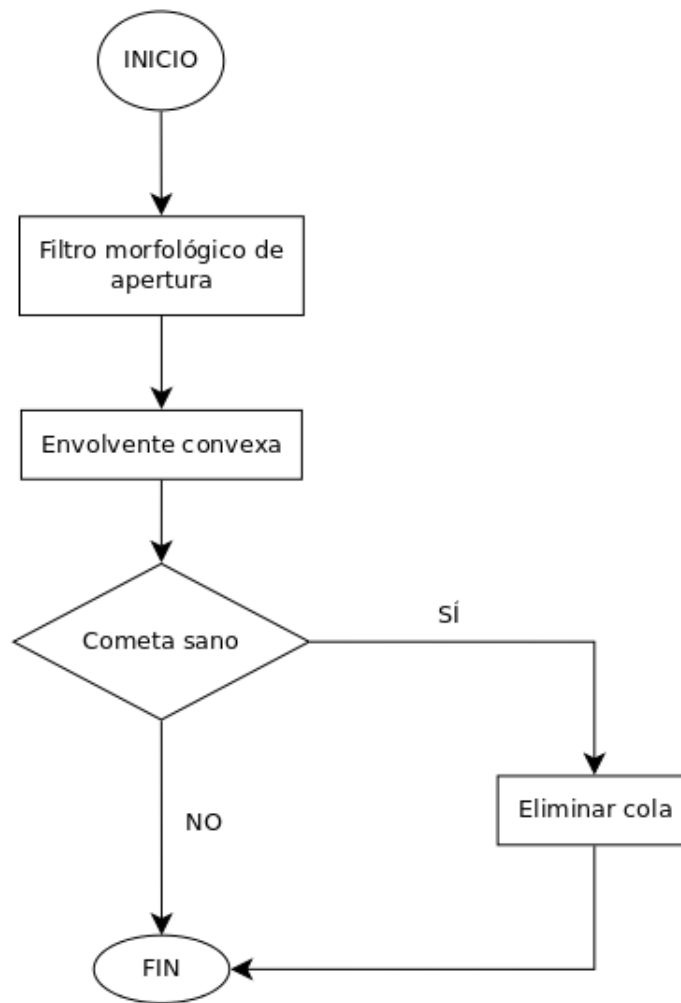 INICIO
Filtro morfológico de
apertura
Envolvente convexa
Cometa sano
SÍ
NO
Eliminar cola
FIN